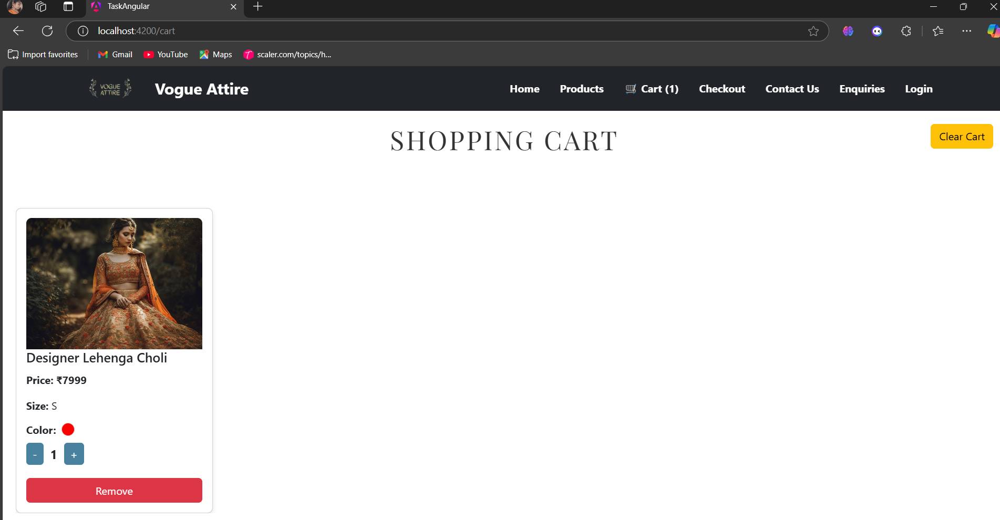 TaskAngular
localhost:4200/cart
Import favorites Gmail YouTube Maps scaler.com/topics/h...
VOGUE
ATTIRE
Vogue Attire Home Products Cart (1) Checkout Contact Us Enquiries Login
SHOPPING CART
Clear Cart
Designer Lehenga Choli
Price: ₹7999
Size: S
Color:
- 1 +
Remove